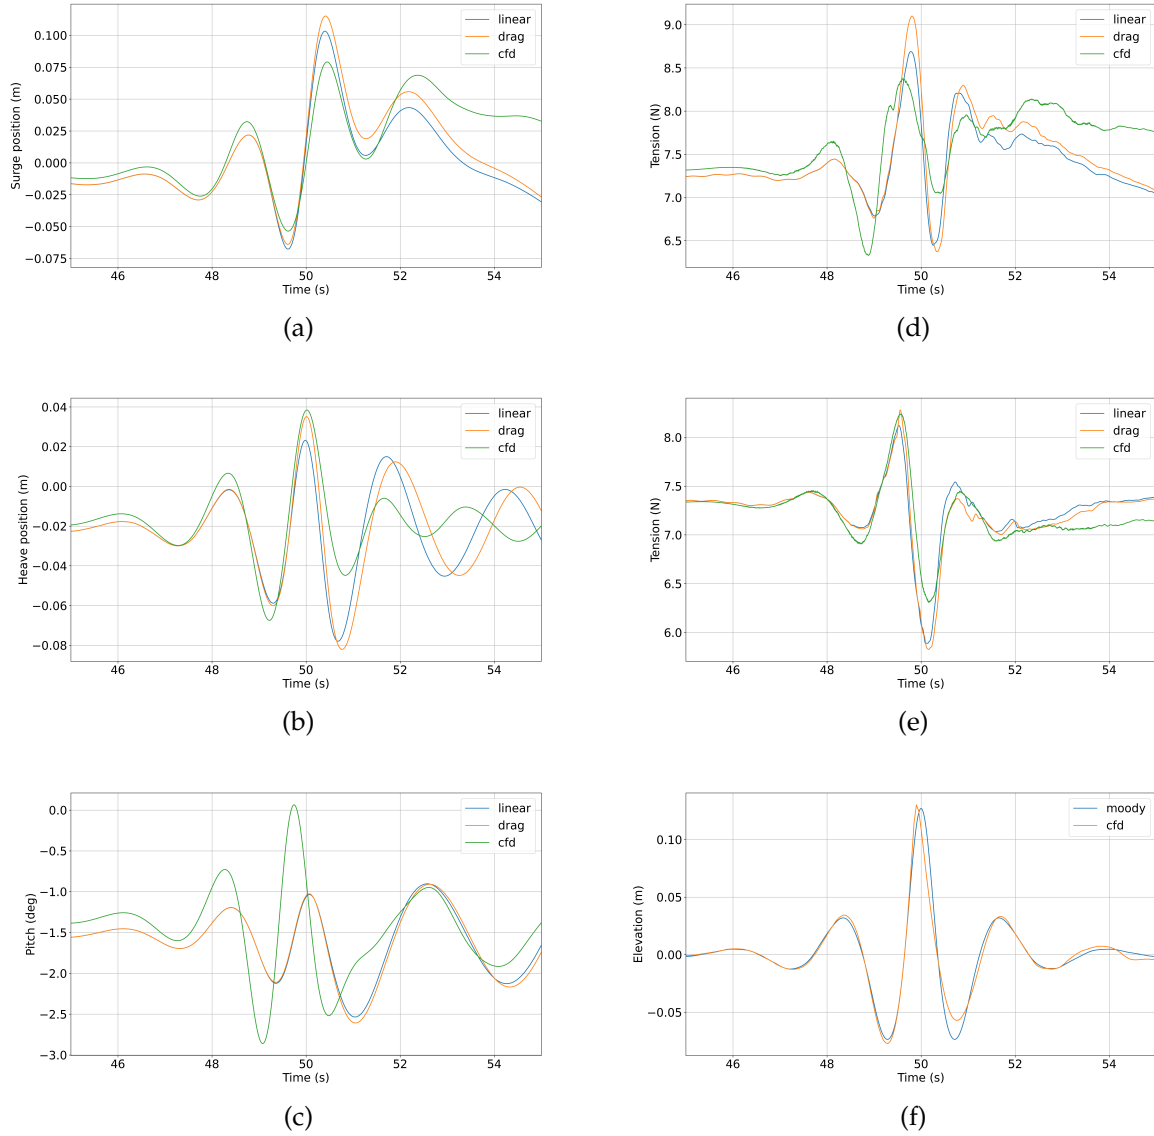 0.100
0.075
0.050
0.025
0.000
−0.025
−0.050
−0.075
Surge position (m)
46 48 50 52 54
Time (s)
linear
drag
cfd
(a)
9.0
8.5
8.0
7.5
7.0
6.5
Tension (N)
46 48 50 52 54
Time (s)
linear
drag
cfd
(d)
0.04
0.02
0.00
−0.02
−0.04
−0.06
−0.08
Heave position (m)
46 48 50 52 54
Time (s)
linear
drag
cfd
(b)
8.0
7.5
7.0
6.5
6.0
Tension (N)
46 48 50 52 54
Time (s)
linear
drag
cfd
(e)
0.0
−0.5
−1.0
−1.5
−2.0
−2.5
−3.0
Pitch (deg)
46 48 50 52 54
Time (s)
linear
drag
cfd
(c)
0.10
0.05
0.00
−0.05
Elevation (m)
46 48 50 52 54
Time (s)
moody
cfd
(f)